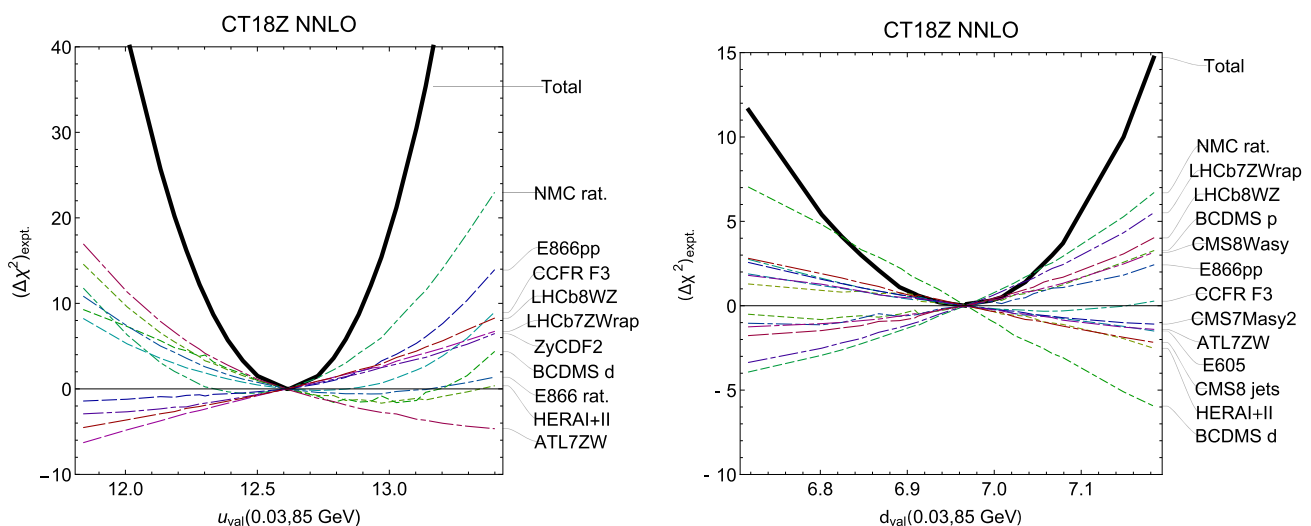 CT18Z NNLO
40
30
20
10
0
−10
(Δχ²)expt.
12.0 12.5 13.0
uval(0.03,85 GeV)
Total
NMC rat.
E866pp
CCFR F3
LHCb8WZ
LHCb7ZWrap
ZyCDF2
BCDMS d
E866 rat.
HERAI+II
ATL7ZW
CT18Z NNLO
15
10
5
0
-5
-10
(Δχ²)expt.
6.8 6.9 7.0 7.1
dval(0.03,85 GeV)
Total
NMC rat.
LHCb7ZWrap
LHCb8WZ
BCDMS p
CMS8Wasy
E866pp
CCFR F3
CMS7Masy2
ATL7ZW
E605
CMS8 jets
HERAI+II
BCDMS d